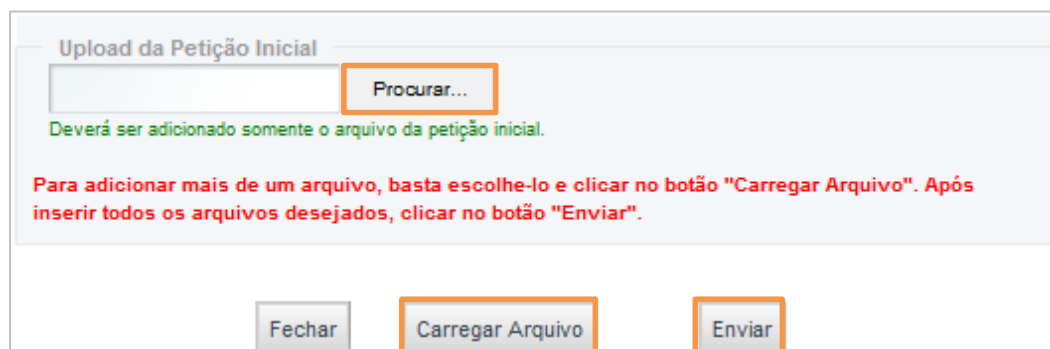 Upload da Petição Inicial
Procurar...
Deverá ser adicionado somente o arquivo da petição inicial.
Para adicionar mais de um arquivo, basta escolhe-lo e clicar no botão "Carregar Arquivo". Após
inserir todos os arquivos desejados, clicar no botão "Enviar".
Fechar Carregar Arquivo Enviar